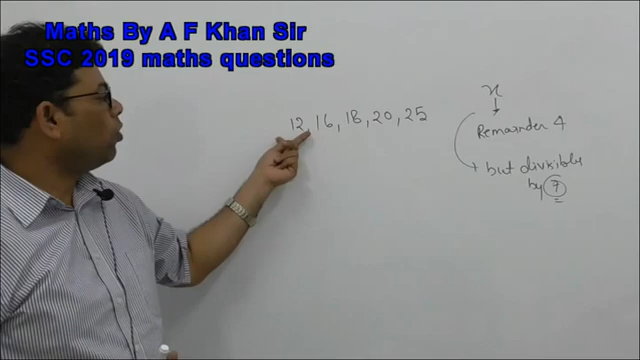 Maths By A F Khan Sir
SSC 2019 maths questions
12, 16, 18, 20, 25
x
Remainder 4
but divisible
by 7